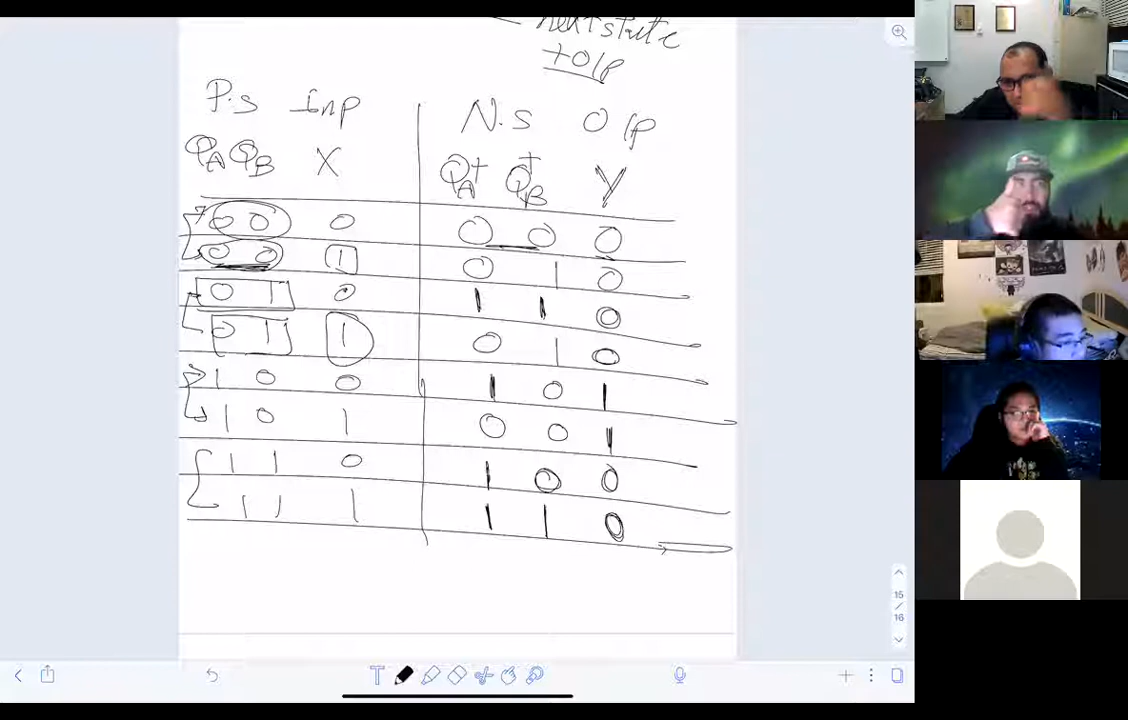 next state
+ O/p
P.S Inp N.S O/p
QA QB X QA+ QB+ Y
0 0 0 0 0 0
0 0 1 0 1 0
0 1 0 1 1 0
0 1 1 0 1 0
1 0 0 1 0 1
1 0 1 0 0 1
1 1 0 1 0 0
1 1 1 1 1 0
15
/
16
T